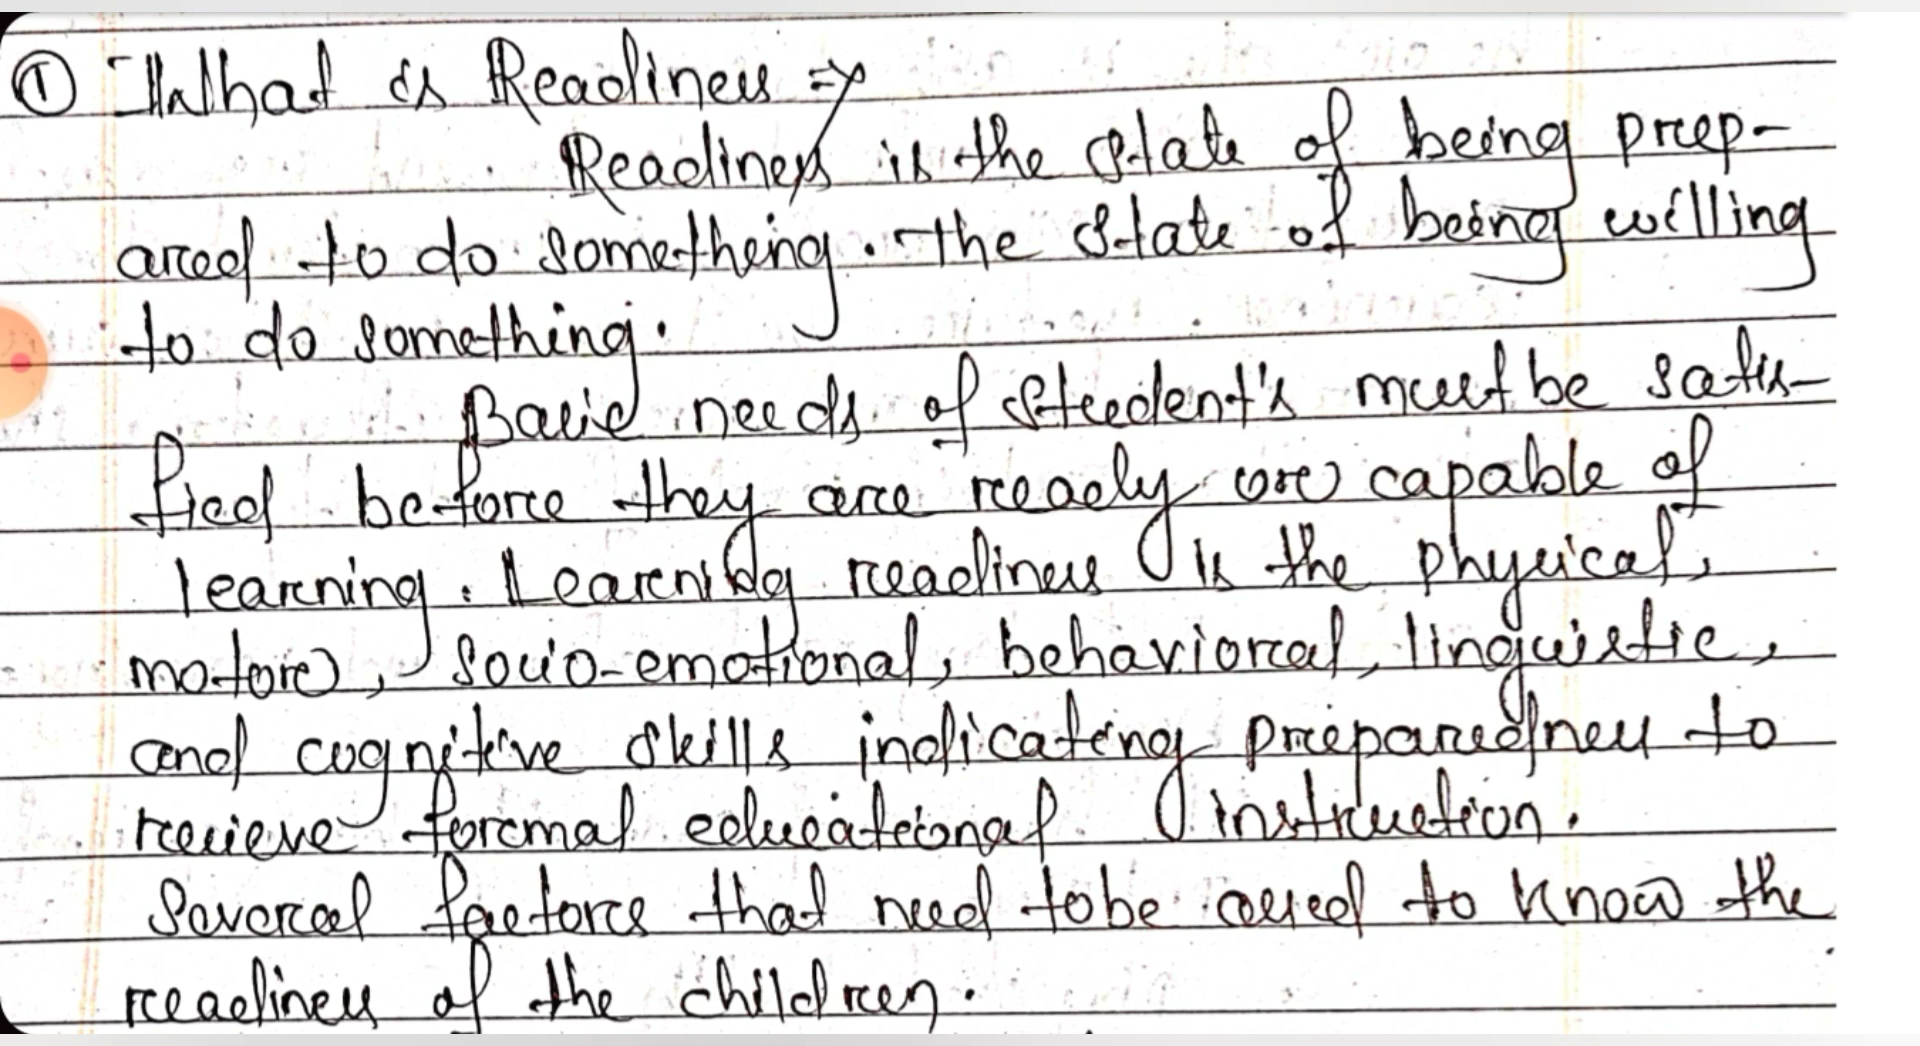 ① What is Readiness ⇒
Readiness is the state of being prep-
ared to do something. The state of being willing
to do something.
Basic needs of student's must be satis-
fied before they are ready or capable of
learning. Learning readiness is the physical,
motor, socio-emotional, behavioral, linguistic,
and cognitive skills indicating preparedness to
recieve formal educational instruction.
Several factors that need tobe to know the
readiness of the children.